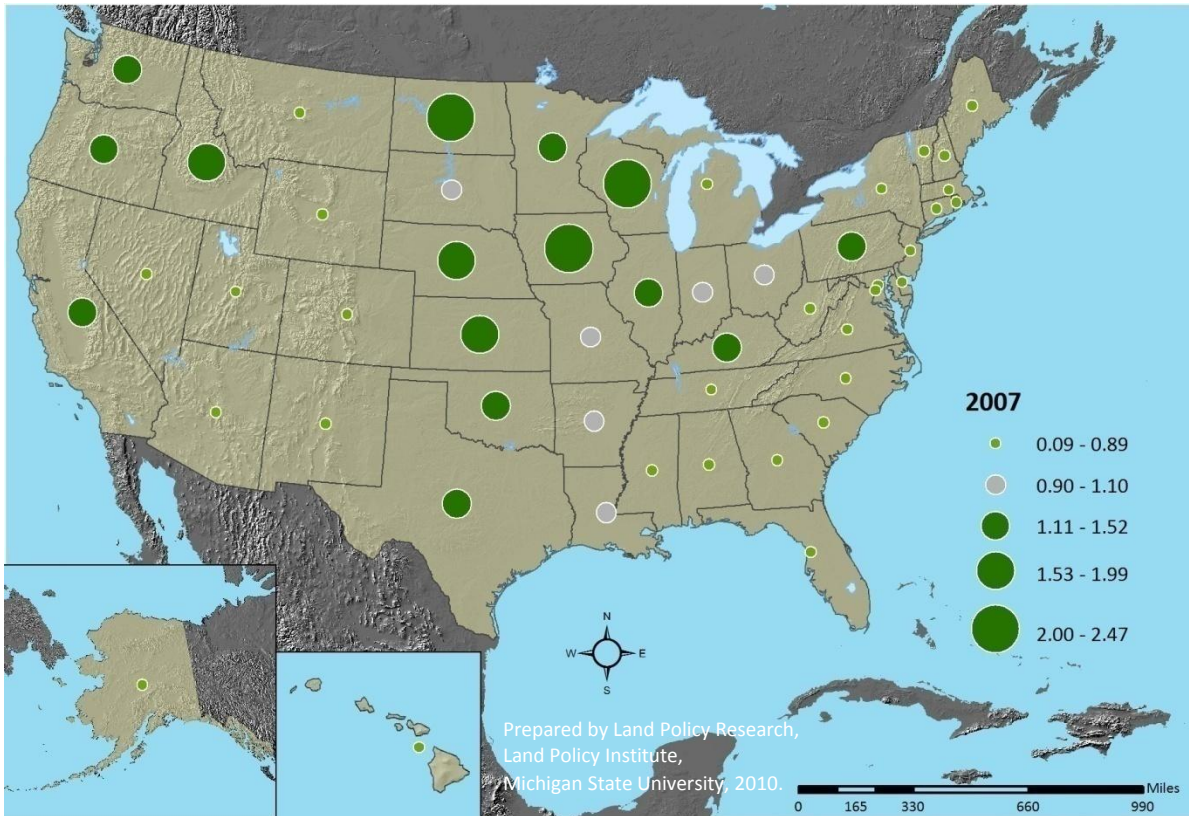 2007
0.09 - 0.89
0.90 - 1.10
1.11 - 1.52
1.53 - 1.99
2.00 - 2.47
N
W E
S
Prepared by Land Policy Research,
Land Policy Institute,
Michigan State University, 2010.
Miles
0 165 330 660 990